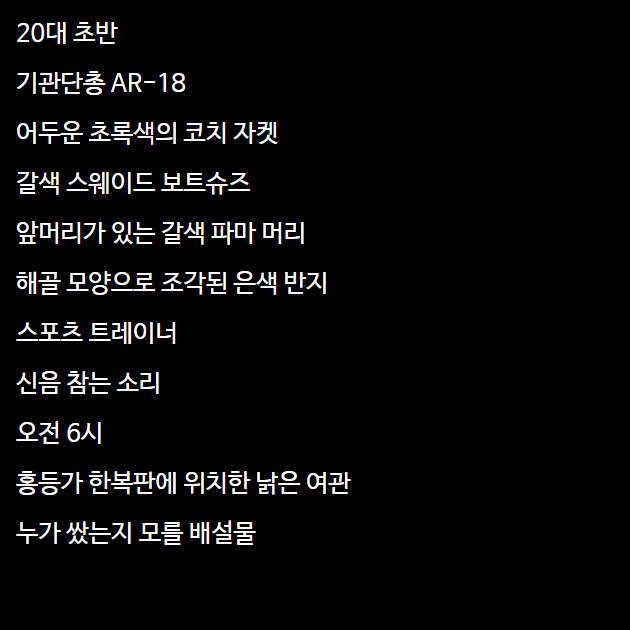 20대 초반
기관단총 AR-18
어두운 초록색의 코치 자켓
갈색 스웨이드 보트슈즈
앞머리가 있는 갈색 파마 머리
해골 모양으로 조각된 은색 반지
스포츠 트레이너
신음 참는 소리
오전 6시
홍등가 한복판에 위치한 낡은 여관
누가 쌌는지 모를 배설물